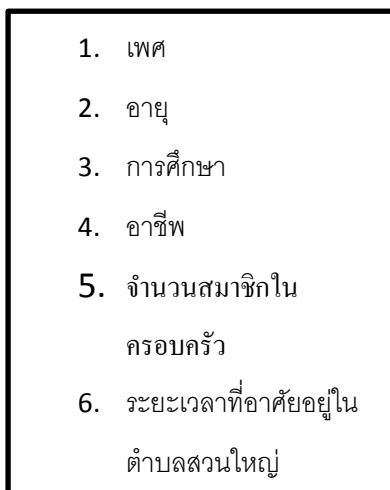 1. เพศ
2. อายุ
3. การศึกษา
4. อาชีพ
5. จำนวนสมาชิกใน
ครอบครัว
6. ระยะเวลาที่อาศัยอยู่ใน
ตำบลสวนใหญ่